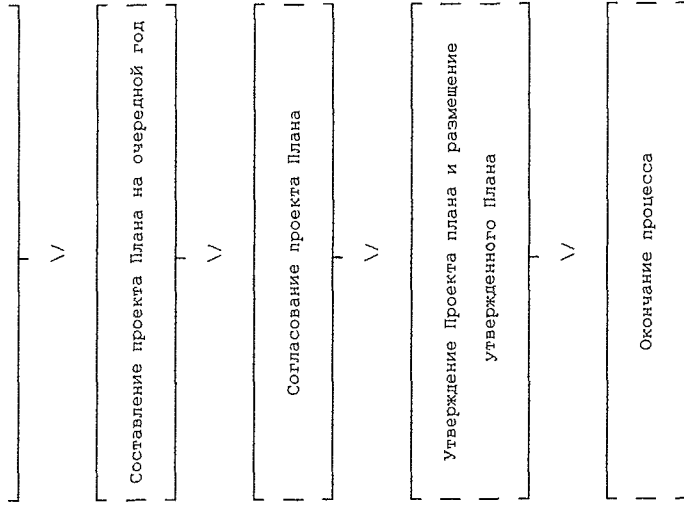 \/
Составление проекта Плана на очередной год
\/
Согласование проекта Плана
\/
Утверждение Проекта плана и размещение
утвержденного Плана
\/
Окончание процесса